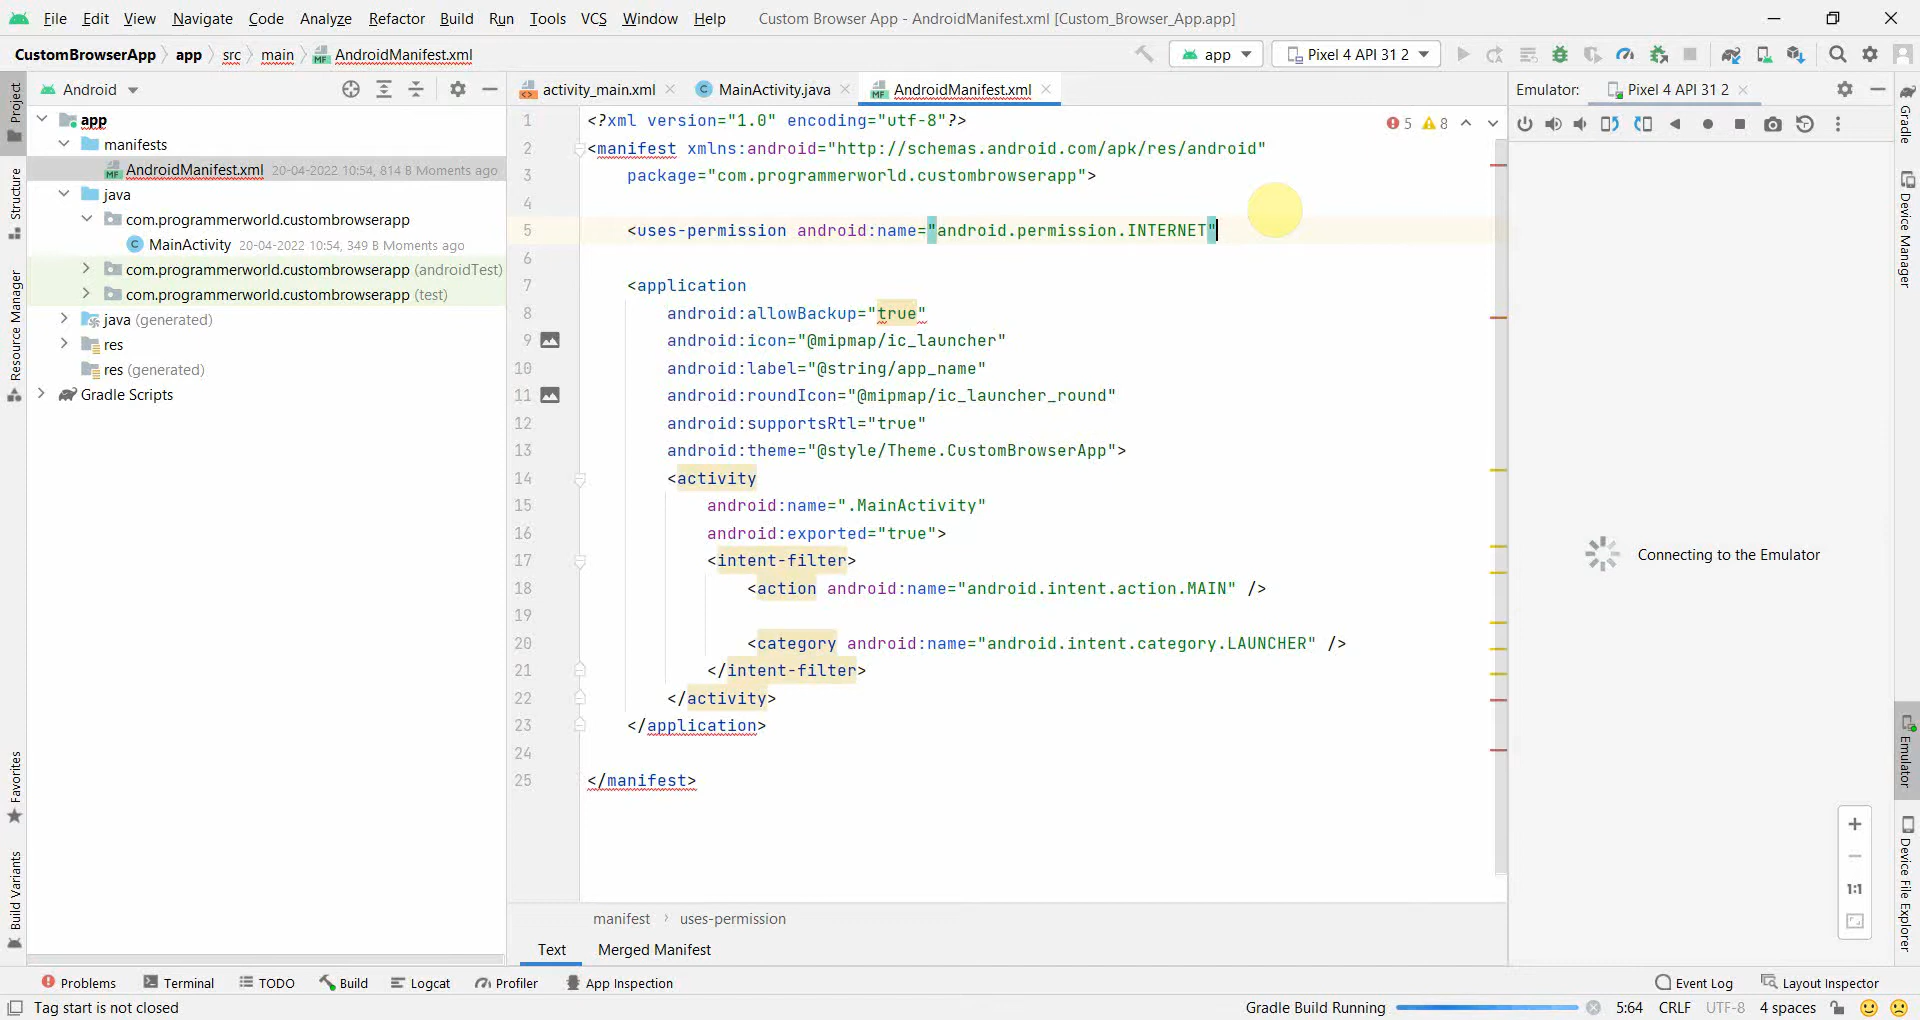 File Edit View Navigate Code Analyze Refactor Build Run Tools VCS Window Help Custom Browser App - AndroidManifest.xml [Custom_Browser_App.app]
CustomBrowserApp app src main AndroidManifest.xml app Pixel 4 API 31 2
Android activity_main.xml MainActivity.java AndroidManifest.xml Emulator: Pixel 4 API 31 2
Project
Structure
Resource Manager
Favorites
Build Variants
app
manifests
AndroidManifest.xml 20-04-2022 10:54, 814 B Moments ago
java
com.programmerworld.custombrowserapp
MainActivity 20-04-2022 10:54, 349 B Moments ago
com.programmerworld.custombrowserapp (androidTest)
com.programmerworld.custombrowserapp (test)
java (generated)
res
res (generated)
Gradle Scripts
5 8
1 <?xml version="1.0" encoding="utf-8"?>
2 <manifest xmlns:android="http://schemas.android.com/apk/res/android"
3 package="com.programmerworld.custombrowserapp">
4
5 <uses-permission android:name="android.permission.INTERNET"
6
7 <application
8 android:allowBackup="true"
9 android:icon="@mipmap/ic_launcher"
10 android:label="@string/app_name"
11 android:roundIcon="@mipmap/ic_launcher_round"
12 android:supportsRtl="true"
13 android:theme="@style/Theme.CustomBrowserApp">
14 <activity
15 android:name=".MainActivity"
16 android:exported="true">
17 <intent-filter>
18 <action android:name="android.intent.action.MAIN" />
19
20 <category android:name="android.intent.category.LAUNCHER" />
21 </intent-filter>
22 </activity>
23 </application>
24
25 </manifest>
manifest uses-permission
Text Merged Manifest
Connecting to the Emulator
1:1
Gradle
Device Manager
Emulator
Device File Explorer
Problems Terminal TODO Build Logcat Profiler App Inspection Event Log Layout Inspector
Tag start is not closed Gradle Build Running 5:64 CRLF UTF-8 4 spaces